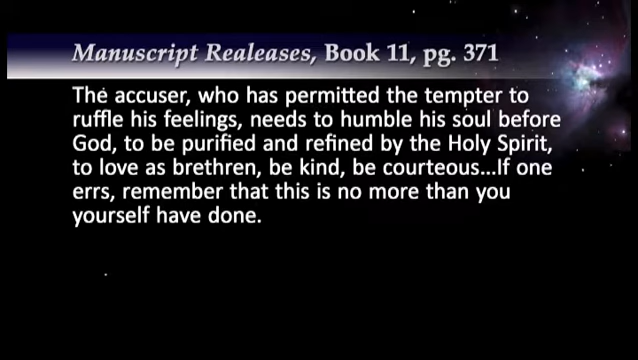 Manuscript Realeases, Book 11, pg. 371
The accuser, who has permitted the tempter to
ruffle his feelings, needs to humble his soul before
God, to be purified and refined by the Holy Spirit,
to love as brethren, be kind, be courteous...If one
errs, remember that this is no more than you
yourself have done.